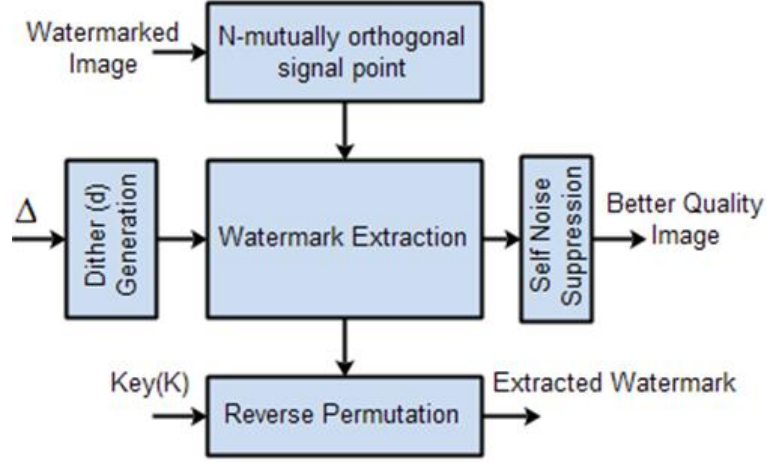 Watermarked
Image
N-mutually orthogonal
signal point
Δ
Dither (d)
Generation
Watermark Extraction
Self Noise
Suppression
Better Quality
Image
Key(K)
Reverse Permutation
Extracted Watermark